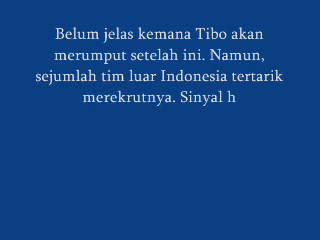 Belum jelas kemana Tibo akan
merumput setelah ini. Namun,
sejumlah tim luar Indonesia tertarik
merekrutnya. Sinyal h